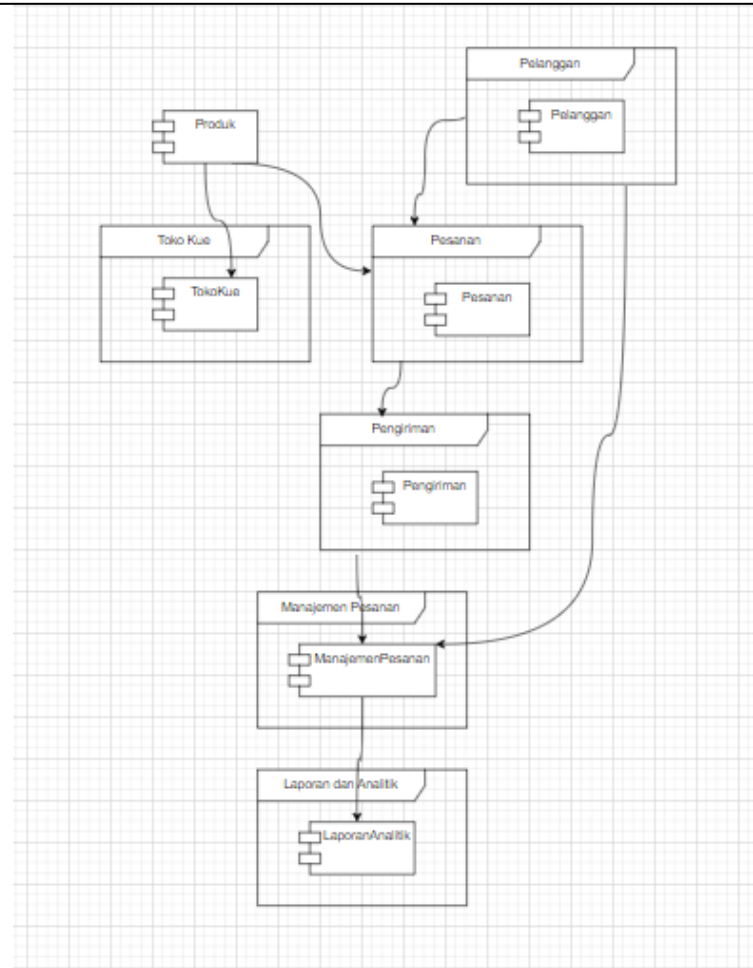 Pelanggan
Pelanggan
Produk
Toko Kue
TokoKue
Pesanan
Pesanan
Pengiriman
Pengiriman
Manajemen Pesanan
ManajemenPesanan
Laporan dan Analitik
LaporanAnalitik